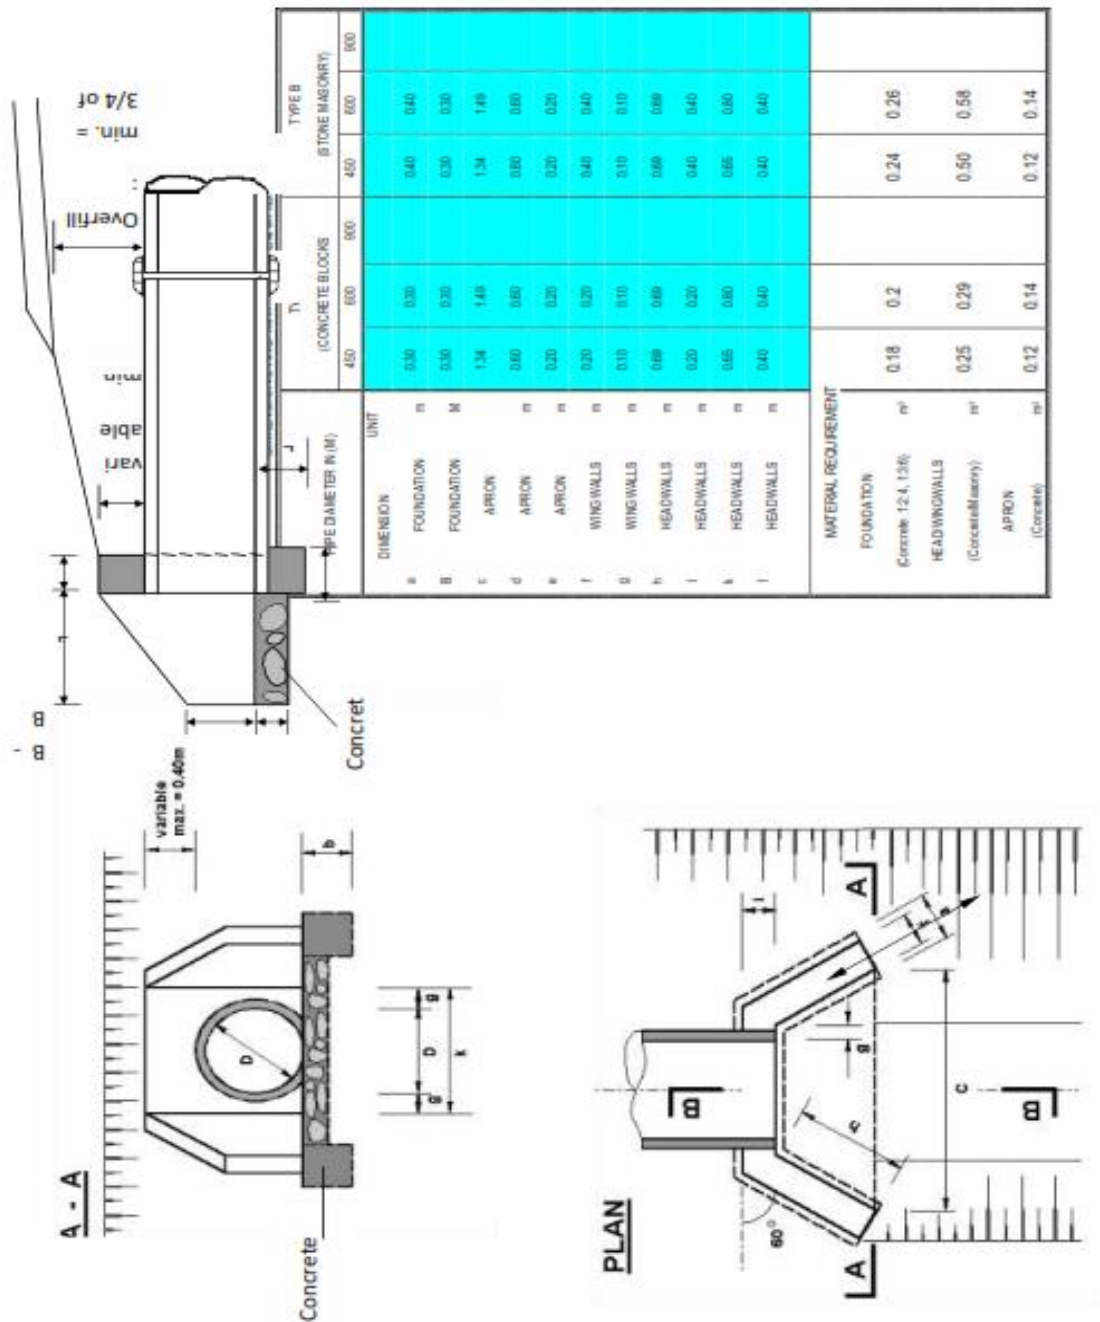 B - B
Overfill :
min. =
3/4 of
vari
able
min
r
r
Concret
A - A
variable
max. = 0.40m
D
b
g D g
k
Concrete
PLAN
60°
B B
A A
i
f
a
g
c
PIPE DIAMETER IN (M)
(CONCRETE BLOCKS TYPE B (STONE MASONRY)
450 600 900 450 600 900
DIMENSION UNIT
a FOUNDATION m 0.30 0.30 0.40 0.40
B FOUNDATION M 0.30 0.30 0.30 0.30
c APRON 1.34 1.49 1.34 1.49
d APRON m 0.60 0.60 0.60 0.60
e APRON m 0.20 0.20 0.20 0.20
f WING WALLS m 0.20 0.20 0.40 0.40
g WING WALLS m 0.10 0.10 0.10 0.10
h HEADWALLS m 0.69 0.69 0.69 0.69
i HEADWALLS m 0.20 0.20 0.40 0.40
k HEADWALLS m 0.65 0.80 0.65 0.80
l HEADWALLS m 0.40 0.40 0.40 0.40
MATERIAL REQUIREMENT
FOUNDATION
(Concrete 1:2:4, 1:3:6) m³ 0.18 0.2 0.24 0.26
HEADWINGWALLS
(Concrete/Masonry) m³ 0.25 0.29 0.50 0.58
APRON
(Concrete) m³ 0.12 0.14 0.12 0.14